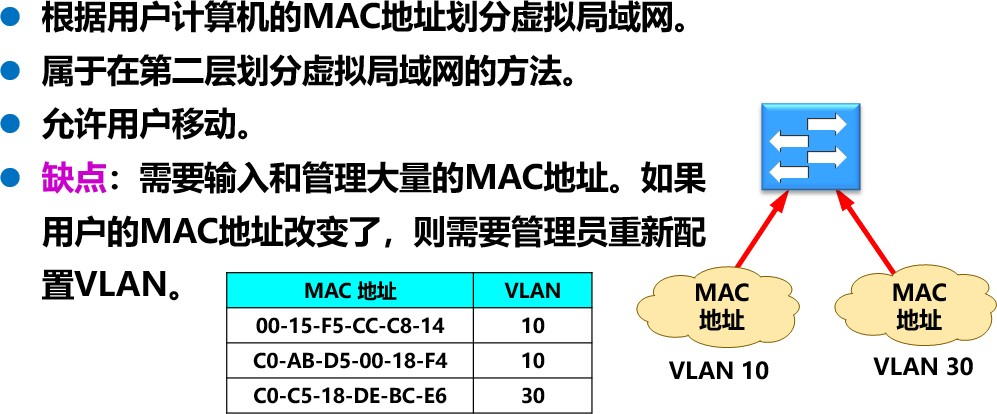 根据用户计算机的MAC地址划分虚拟局域网。
属于在第二层划分虚拟局域网的方法。
允许用户移动。
缺点：需要输入和管理大量的MAC地址。如果
用户的MAC地址改变了，则需要管理员重新配
置VLAN。
MAC 地址 VLAN
00-15-F5-CC-C8-14 10
C0-AB-D5-00-18-F4 10
C0-C5-18-DE-BC-E6 30
MAC
地址
VLAN 10
MAC
地址
VLAN 30